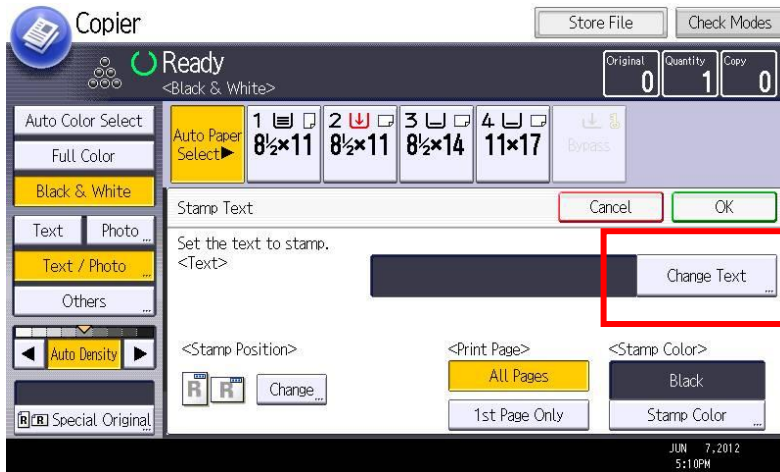 Copier
Store File
Check Modes
Ready
<Black & White>
Original
0
Quantity
1
Copy
0
Auto Color Select
Full Color
Black & White
Text
Photo
Text / Photo
Others
Auto Density
R R Special Original
Auto Paper
Select▶
1
8½×11
2
8½×11
3
8½×14
4
11×17
Bypass
Stamp Text
Cancel
OK
Set the text to stamp.
<Text>
Change Text
<Stamp Position>
R R
Change
<Print Page>
All Pages
1st Page Only
<Stamp Color>
Black
Stamp Color
JUN 7,2012
5:10PM